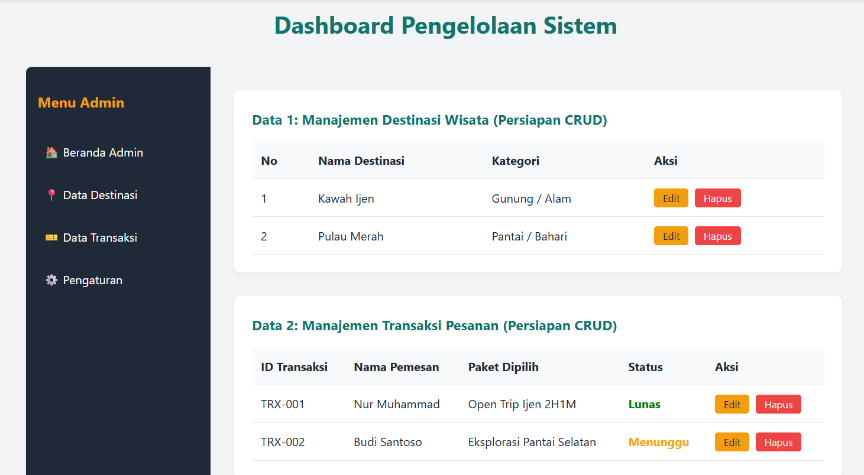 Dashboard Pengelolaan Sistem
Menu Admin
Beranda Admin
Data Destinasi
Data Transaksi
Pengaturan
Data 1: Manajemen Destinasi Wisata (Persiapan CRUD)
No Nama Destinasi Kategori Aksi
1 Kawah Ijen Gunung / Alam Edit Hapus
2 Pulau Merah Pantai / Bahari Edit Hapus
Data 2: Manajemen Transaksi Pesanan (Persiapan CRUD)
ID Transaksi Nama Pemesan Paket Dipilih Status Aksi
TRX-001 Nur Muhammad Open Trip Ijen 2H1M Lunas Edit Hapus
TRX-002 Budi Santoso Eksplorasi Pantai Selatan Menunggu Edit Hapus